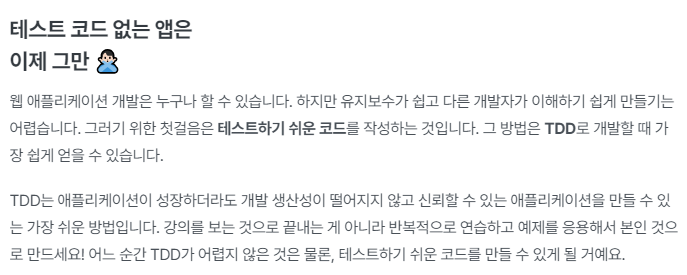 테스트 코드 없는 앱은
이제 그만 🙅🏻‍♂️
웹 애플리케이션 개발은 누구나 할 수 있습니다. 하지만 유지보수가 쉽고 다른 개발자가 이해하기 쉽게 만들기는
어렵습니다. 그러기 위한 첫걸음은 테스트하기 쉬운 코드를 작성하는 것입니다. 그 방법은 TDD로 개발할 때 가
장 쉽게 얻을 수 있습니다.
TDD는 애플리케이션이 성장하더라도 개발 생산성이 떨어지지 않고 신뢰할 수 있는 애플리케이션을 만들 수 있
는 가장 쉬운 방법입니다. 강의를 보는 것으로 끝내는 게 아니라 반복적으로 연습하고 예제를 응용해서 본인 것으
로 만드세요! 어느 순간 TDD가 어렵지 않은 것은 물론, 테스트하기 쉬운 코드를 만들 수 있게 될 거예요.